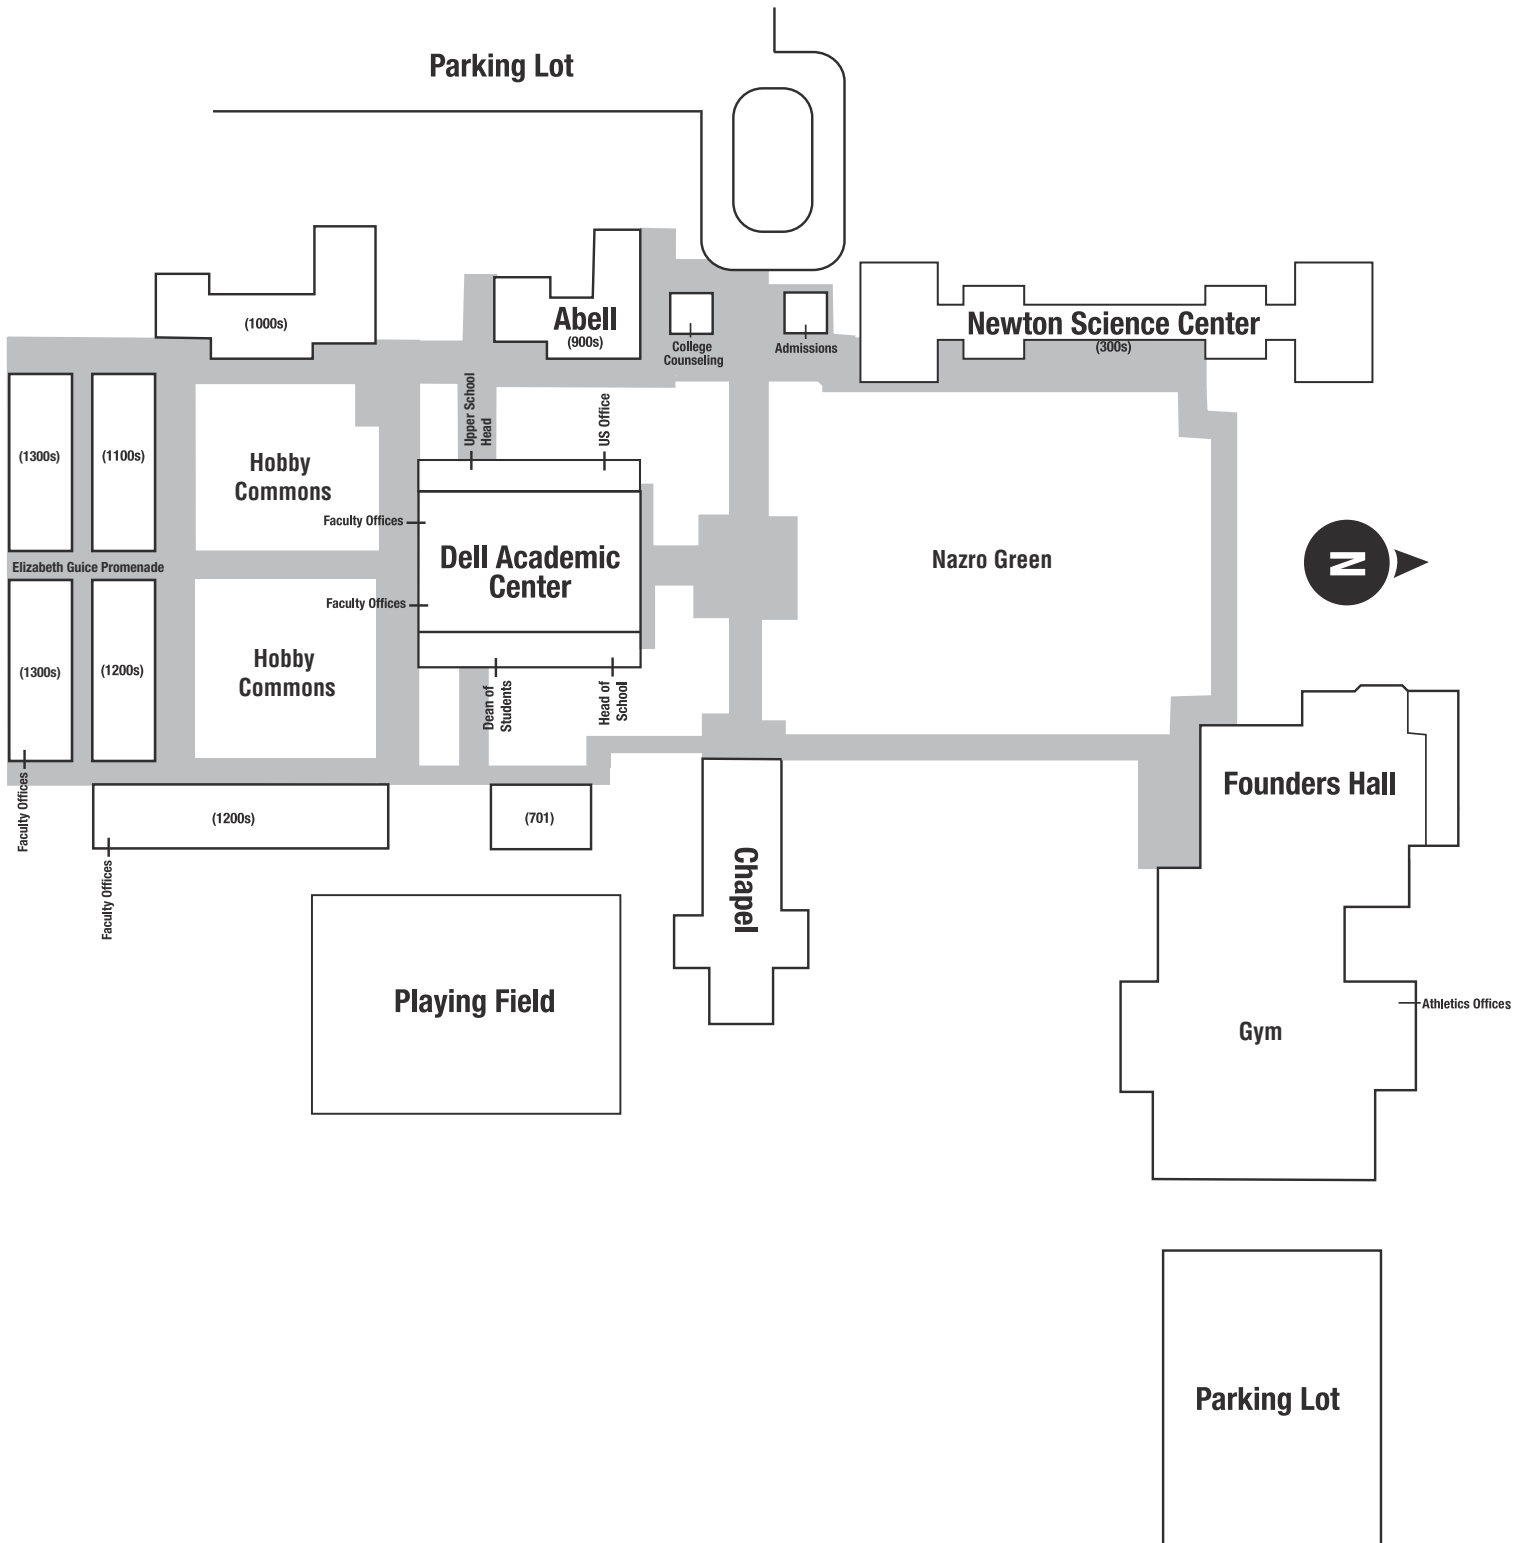 Parking Lot
(1000s)
Abell
(900s)
College
Counseling
Admissions
Newton Science Center
(300s)
Upper School
Head
US Office
(1300s)
(1100s)
Hobby
Commons
Faculty Offices
Dell Academic
Center
Nazro Green
N
Elizabeth Guice Promenade
Faculty Offices
(1300s)
(1200s)
Hobby
Commons
Dean of
Students
Head of
School
Founders Hall
Faculty Offices
(1200s)
(701)
Faculty Offices
Chapel
Playing Field
Athletics Offices
Gym
Parking Lot